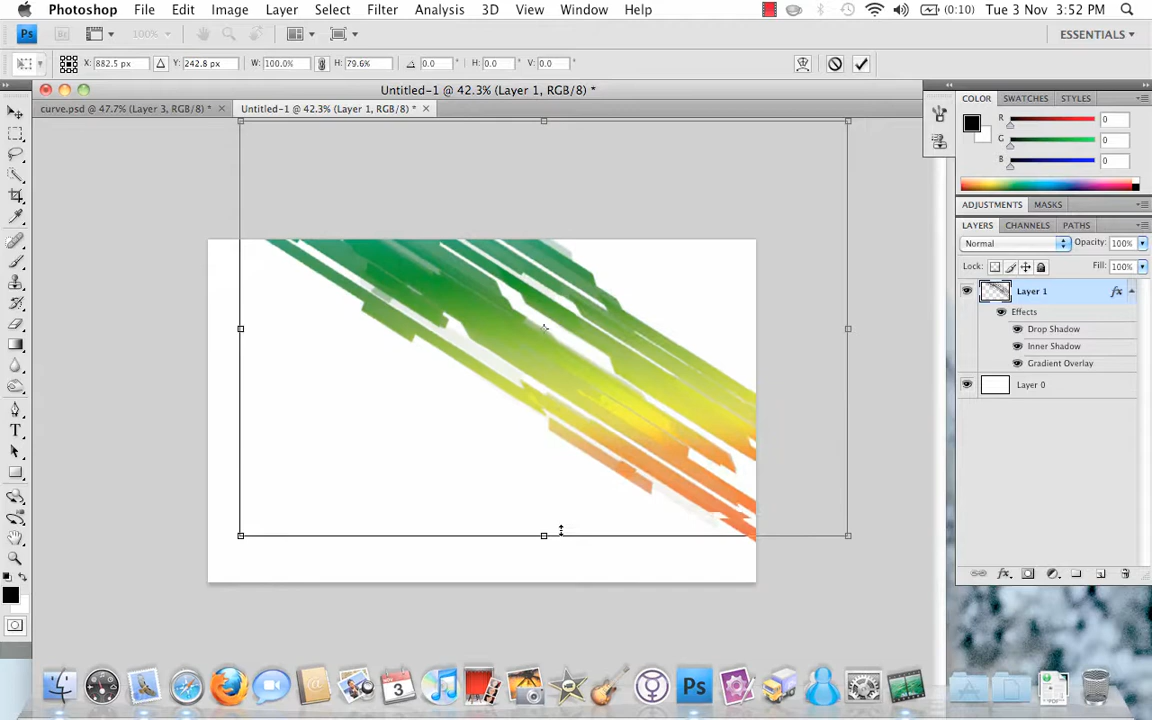 Photoshop File Edit Image Layer Select Filter Analysis 3D View Window Help (0:10) Tue 3 Nov 3:52 PM
Ps Br 100% ESSENTIALS
X: 882.5 px Y: 242.8 px W: 100.0% H: 79.6% 0.0 ° H: 0.0 ° V: 0.0 °
Untitled-1 @ 42.3% (Layer 1, RGB/8) *
curve.psd @ 47.7% (Layer 3, RGB/8) * Untitled-1 @ 42.3% (Layer 1, RGB/8) *
COLOR SWATCHES STYLES
R 0
G 0
B 0
ADJUSTMENTS MASKS
LAYERS CHANNELS PATHS
Normal Opacity: 100%
Lock: Fill: 100%
Layer 1 fx
Effects
Drop Shadow
Inner Shadow
Gradient Overlay
Layer 0
T
fx
3 Ps